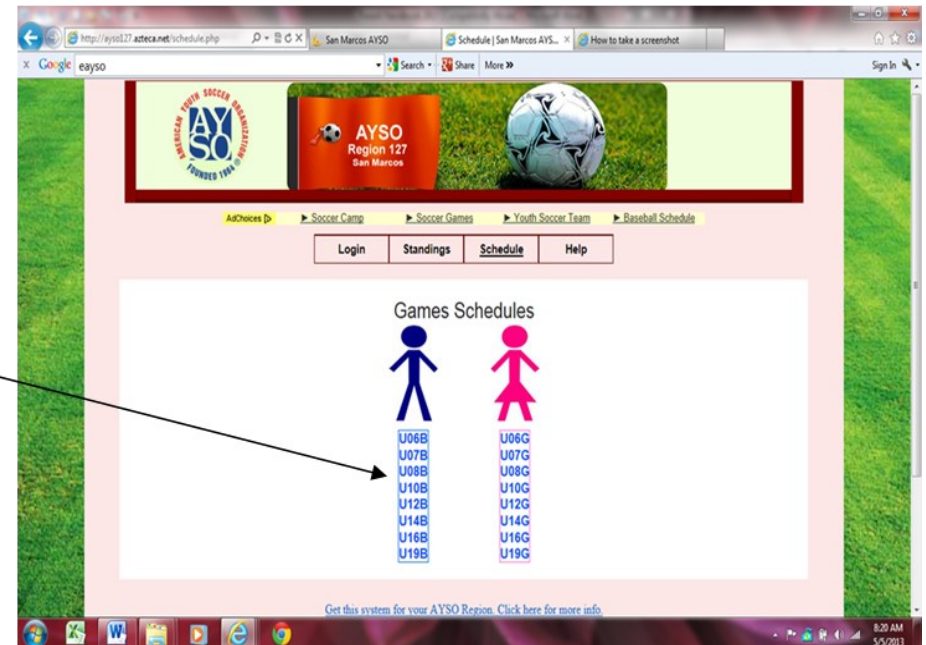 http://ayso127.azteca.net/schedule.php
San Marcos AYSO
Schedule | San Marcos AYS...
How to take a screenshot
x Google eayso Search Share More » Sign In
AMERICAN YOUTH SOCCER ORGANIZATION
AY
SO
FOUNDED 1964
AYSO
Region 127
San Marcos
AdChoices ► Soccer Camp ► Soccer Games ► Youth Soccer Team ► Baseball Schedule
Login Standings Schedule Help
Games Schedules
U06B U06G
U07B U07G
U08B U08G
U10B U10G
U12B U12G
U14B U14G
U16B U16G
U19B U19G
Get this system for your AYSO Region. Click here for more info.
8:20 AM
5/5/2013